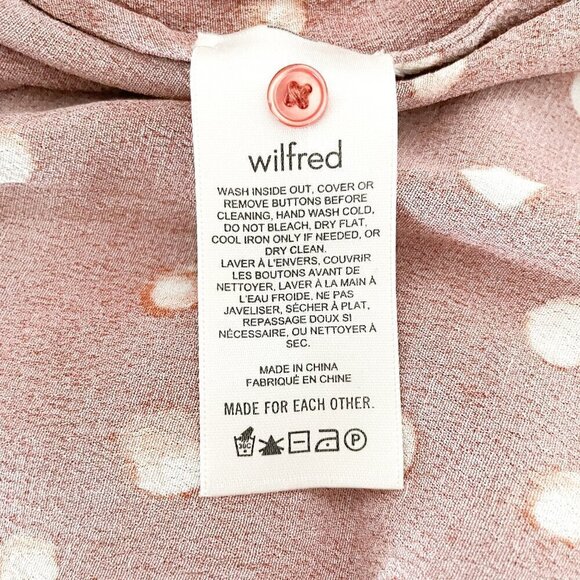 wilfred
WASH INSIDE OUT, COVER OR
REMOVE BUTTONS BEFORE
CLEANING, HAND WASH COLD,
DO NOT BLEACH, DRY FLAT,
COOL IRON ONLY IF NEEDED, OR
DRY CLEAN.
LAVER À L'ENVERS, COUVRIR
LES BOUTONS AVANT DE
NETTOYER, LAVER À LA MAIN À
L'EAU FROIDE, NE PAS
JAVELISER, SÉCHER À PLAT,
REPASSAGE DOUX SI
NÉCESSAIRE, OU NETTOYER À
SEC.
MADE IN CHINA
FABRIQUÉ EN CHINE
MADE FOR EACH OTHER.
30C P